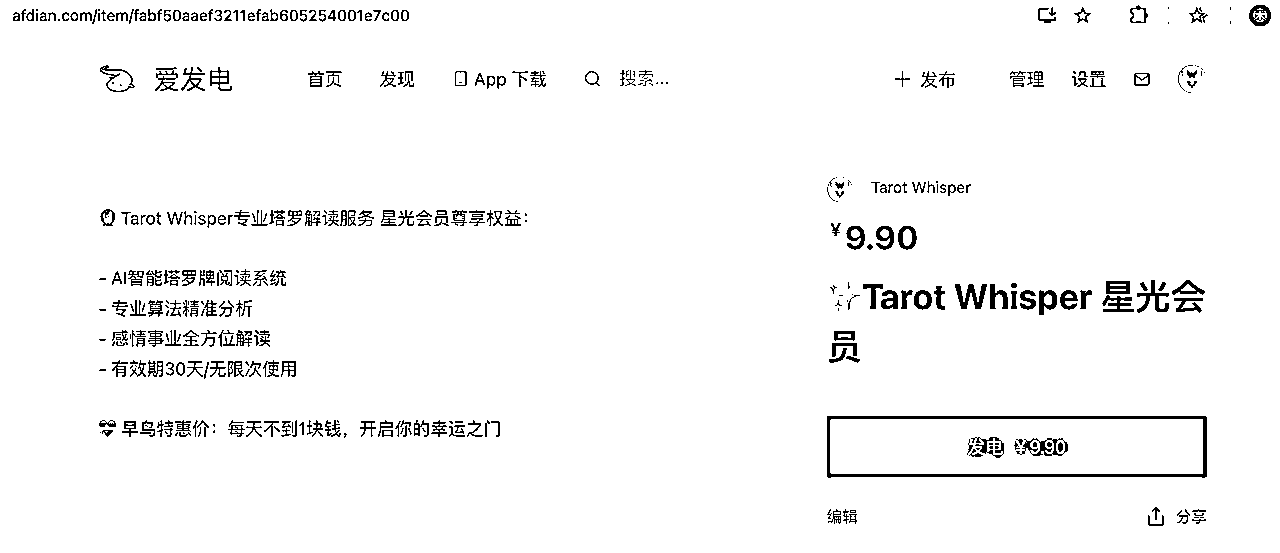 afdian.com/item/fabf50aaef3211efab605254001e7c00
爱发电 首页 发现 App 下载 搜索... 发布 管理 设置
Tarot Whisper专业塔罗解读服务 星光会员尊享权益：
- AI智能塔罗牌阅读系统
- 专业算法精准分析
- 感情事业全方位解读
- 有效期30天/无限次使用
早鸟特惠价：每天不到1块钱，开启你的幸运之门
Tarot Whisper
¥9.90
Tarot Whisper 星光会
员
发电 ¥9.90
编辑 分享